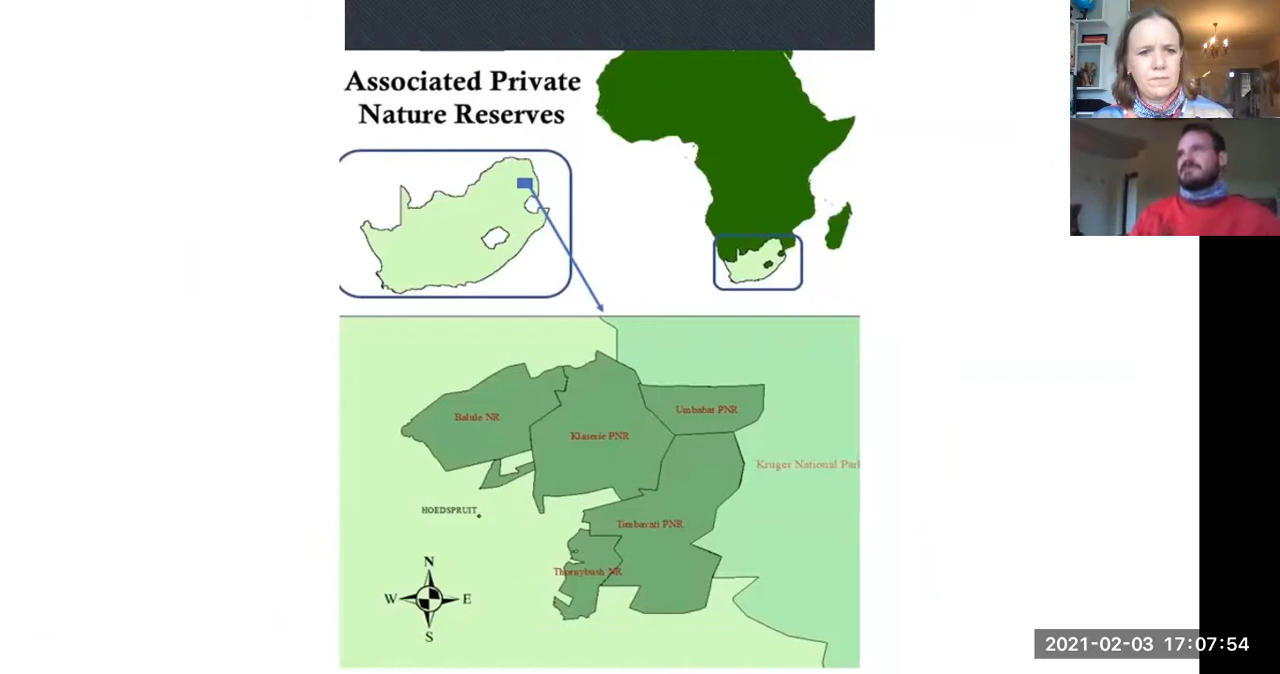 Associated Private
Nature Reserves
Balule NR
Klaserie PNR
Umbabat PNR
Kruger National Park
HOEDSPRUIT
Timbavati PNR
Thornybush NR
N
W
E
S
2021-02-03 17:07:54